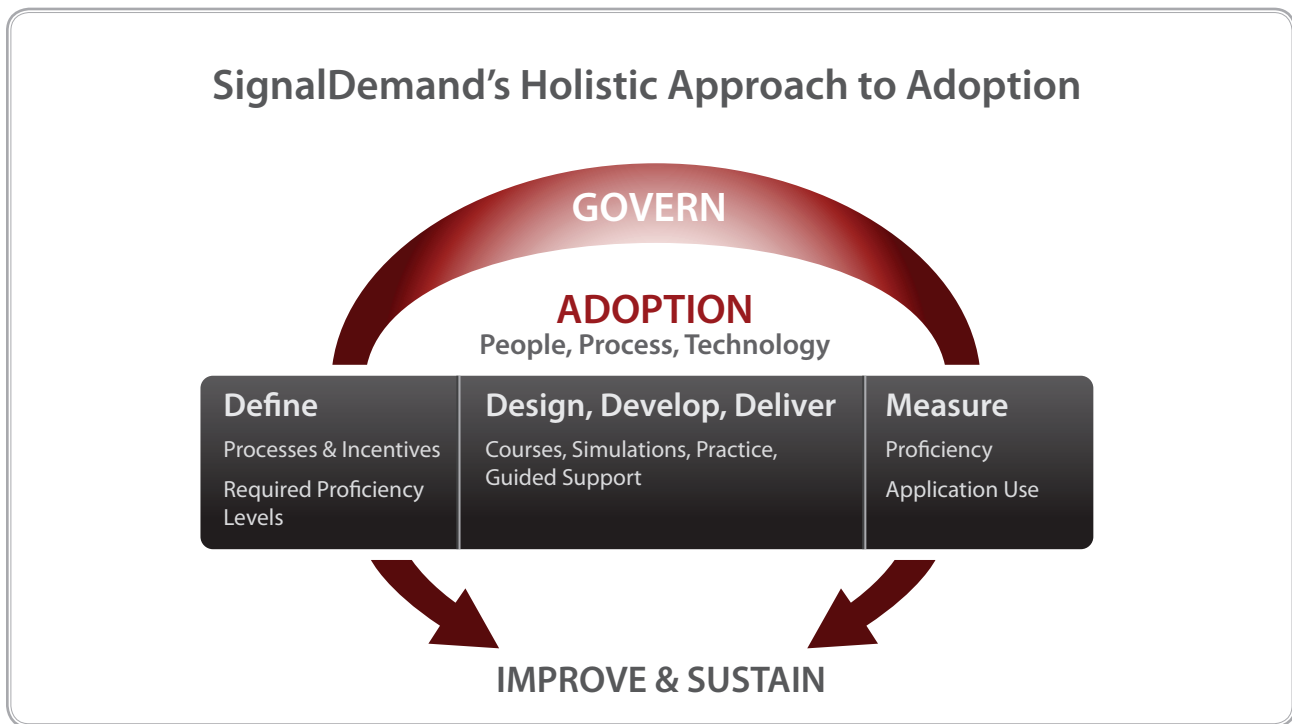 SignalDemand’s Holistic Approach to Adoption
GOVERN
ADOPTION
People, Process, Technology
Define
Processes & Incentives
Required Proficiency
Levels
Design, Develop, Deliver
Courses, Simulations, Practice,
Guided Support
Measure
Proficiency
Application Use
IMPROVE & SUSTAIN